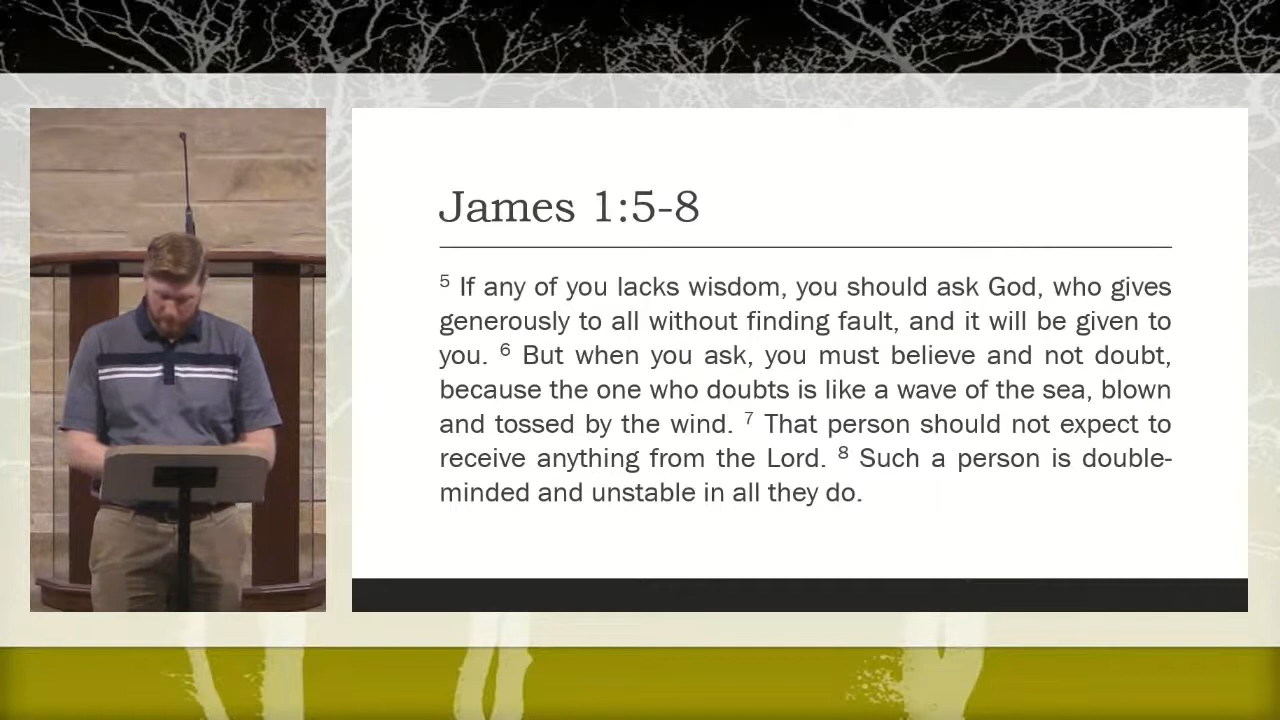 James 1:5-8
⁵ If any of you lacks wisdom, you should ask God, who gives
generously to all without finding fault, and it will be given to
you. ⁶ But when you ask, you must believe and not doubt,
because the one who doubts is like a wave of the sea, blown
and tossed by the wind. ⁷ That person should not expect to
receive anything from the Lord. ⁸ Such a person is double-
minded and unstable in all they do.